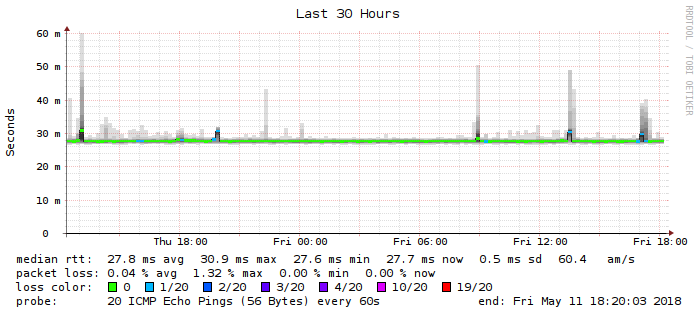 Last 30 Hours
RRDTOOL / TOBI OETIKER
Seconds
60 m
50 m
40 m
30 m
20 m
10 m
0
Thu 18:00 Fri 00:00 Fri 06:00 Fri 12:00 Fri 18:00
median rtt: 27.8 ms avg 30.9 ms max 27.6 ms min 27.7 ms now 0.5 ms sd 60.4 am/s
packet loss: 0.04 % avg 1.32 % max 0.00 % min 0.00 % now
loss color: 0 1/20 2/20 3/20 4/20 10/20 19/20
probe: 20 ICMP Echo Pings (56 Bytes) every 60s end: Fri May 11 18:20:03 2018